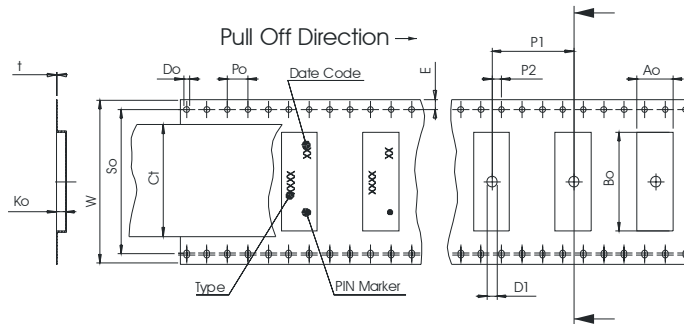 Pull Off Direction
t
Do
Po
Date Code
E
P1
P2
Ao
Ko
W
So
Ct
XX
XXXX
XX
XXXX
Bo
Type
PIN Marker
D1